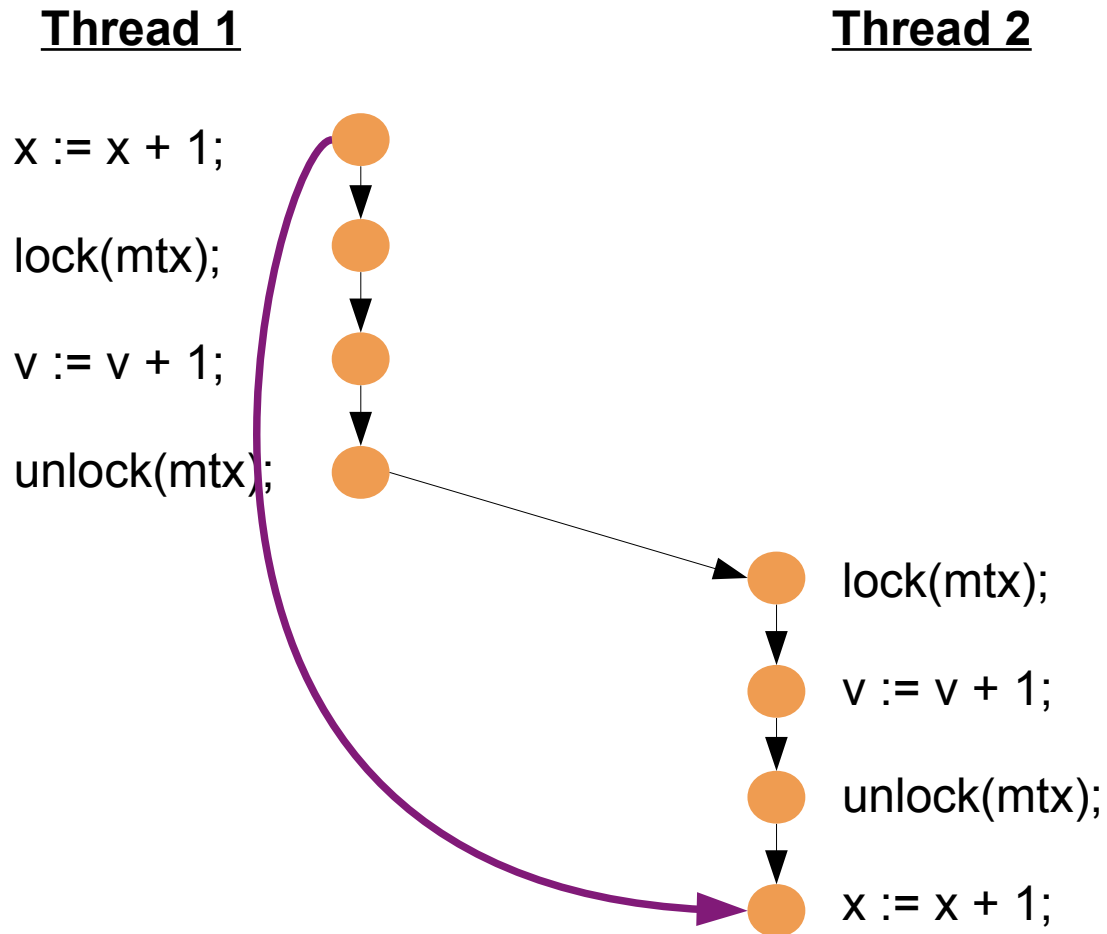 Thread 1
Thread 2
x := x + 1;
lock(mtx);
v := v + 1;
unlock(mtx);
lock(mtx);
v := v + 1;
unlock(mtx);
x := x + 1;